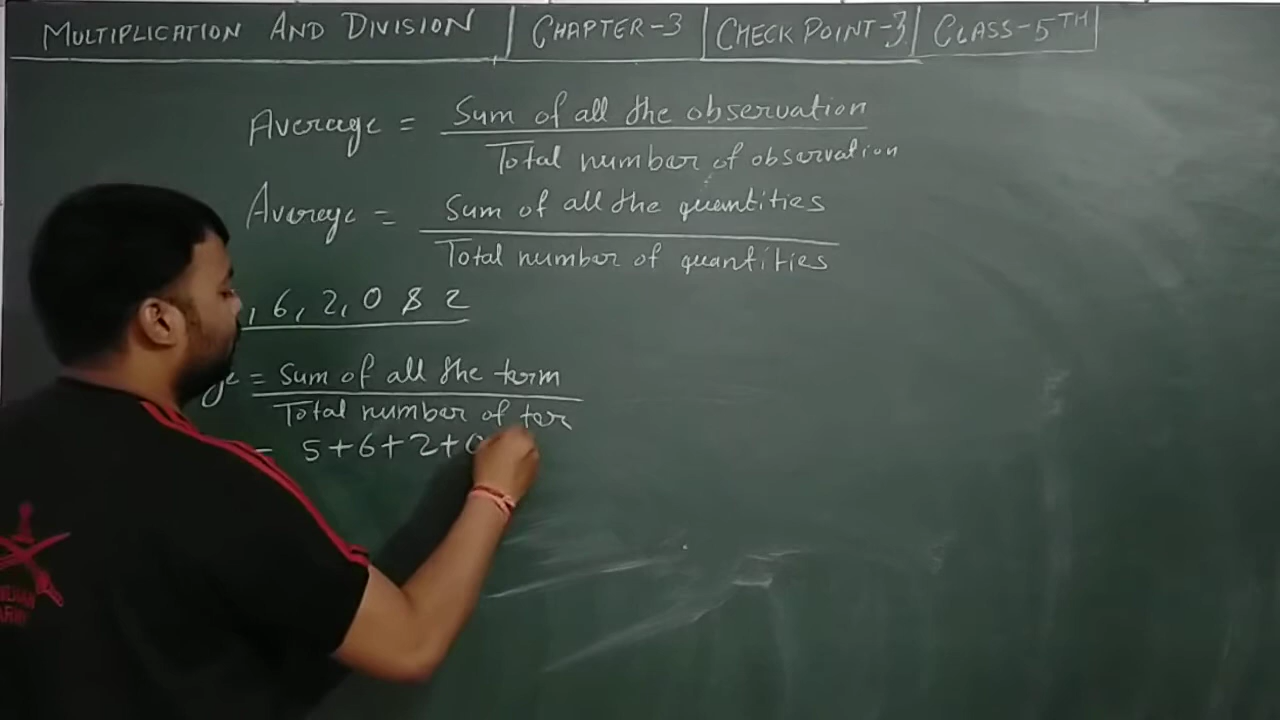 MULTIPLICATION AND DIVISION | CHAPTER-3 | CHECK POINT-3 | CLASS-5TH
Average = Sum of all the observation
Total number of observation
Average = Sum of all the quantities
Total number of quantities
, 6, 2, 0 & 2
ge = Sum of all the term
Total number of ter
= 5+6+2+0
ARMY